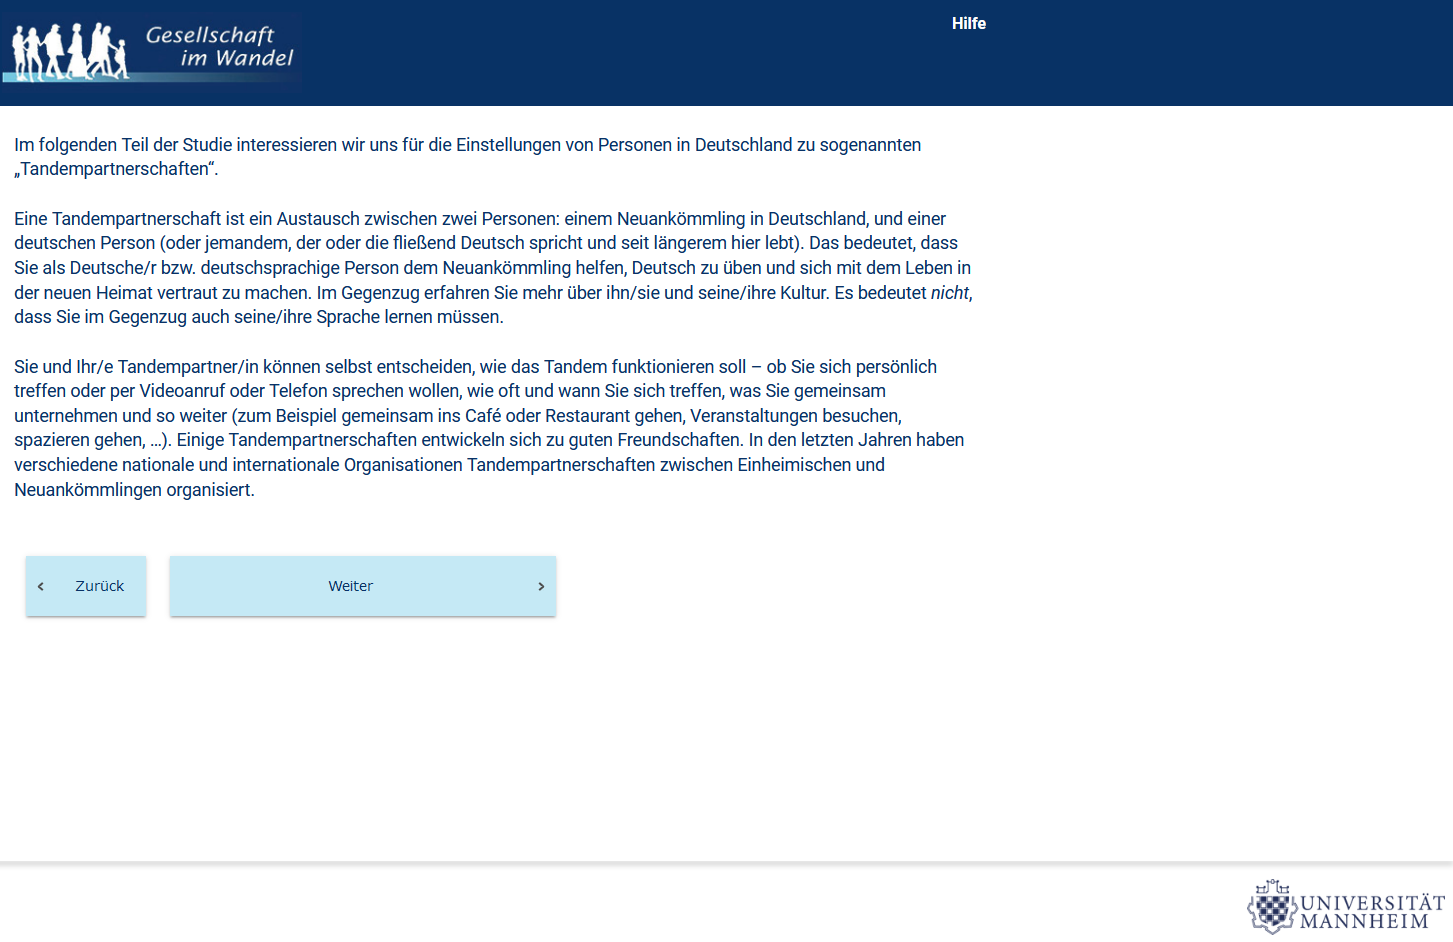 Gesellschaft
im Wandel
Hilfe
Im folgenden Teil der Studie interessieren wir uns für die Einstellungen von Personen in Deutschland zu sogenannten
„Tandempartnerschaften“.
Eine Tandempartnerschaft ist ein Austausch zwischen zwei Personen: einem Neuankömmling in Deutschland, und einer
deutschen Person (oder jemandem, der oder die fließend Deutsch spricht und seit längerem hier lebt). Das bedeutet, dass
Sie als Deutsche/r bzw. deutschsprachige Person dem Neuankömmling helfen, Deutsch zu üben und sich mit dem Leben in
der neuen Heimat vertraut zu machen. Im Gegenzug erfahren Sie mehr über ihn/sie und seine/ihre Kultur. Es bedeutet nicht,
dass Sie im Gegenzug auch seine/ihre Sprache lernen müssen.
Sie und Ihr/e Tandempartner/in können selbst entscheiden, wie das Tandem funktionieren soll – ob Sie sich persönlich
treffen oder per Videoanruf oder Telefon sprechen wollen, wie oft und wann Sie sich treffen, was Sie gemeinsam
unternehmen und so weiter (zum Beispiel gemeinsam ins Café oder Restaurant gehen, Veranstaltungen besuchen,
spazieren gehen, …). Einige Tandempartnerschaften entwickeln sich zu guten Freundschaften. In den letzten Jahren haben
verschiedene nationale und internationale Organisationen Tandempartnerschaften zwischen Einheimischen und
Neuankömmlingen organisiert.
Zurück
Weiter
UNIVERSITÄT
MANNHEIM